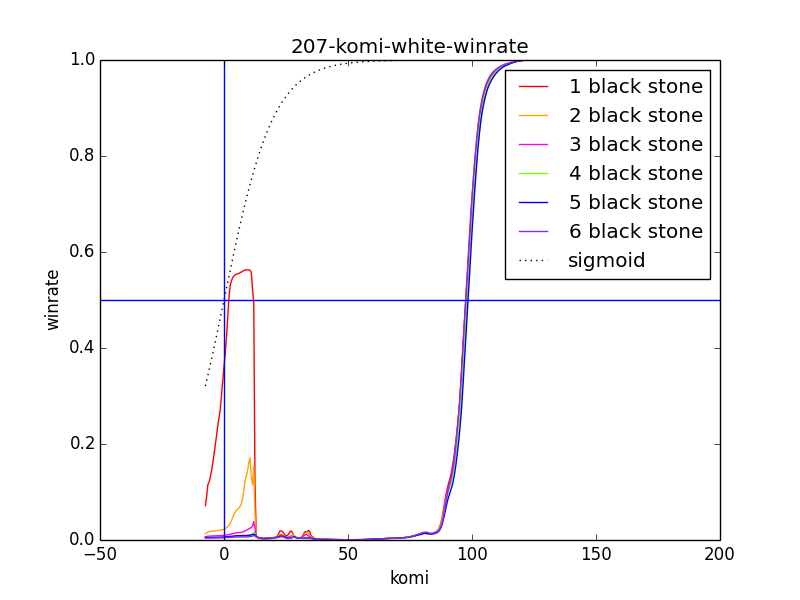 207-komi-white-winrate
1.0
0.8
0.6
0.4
0.2
0.0
winrate
−50
0
50
100
150
200
komi
1 black stone
2 black stone
3 black stone
4 black stone
5 black stone
6 black stone
sigmoid